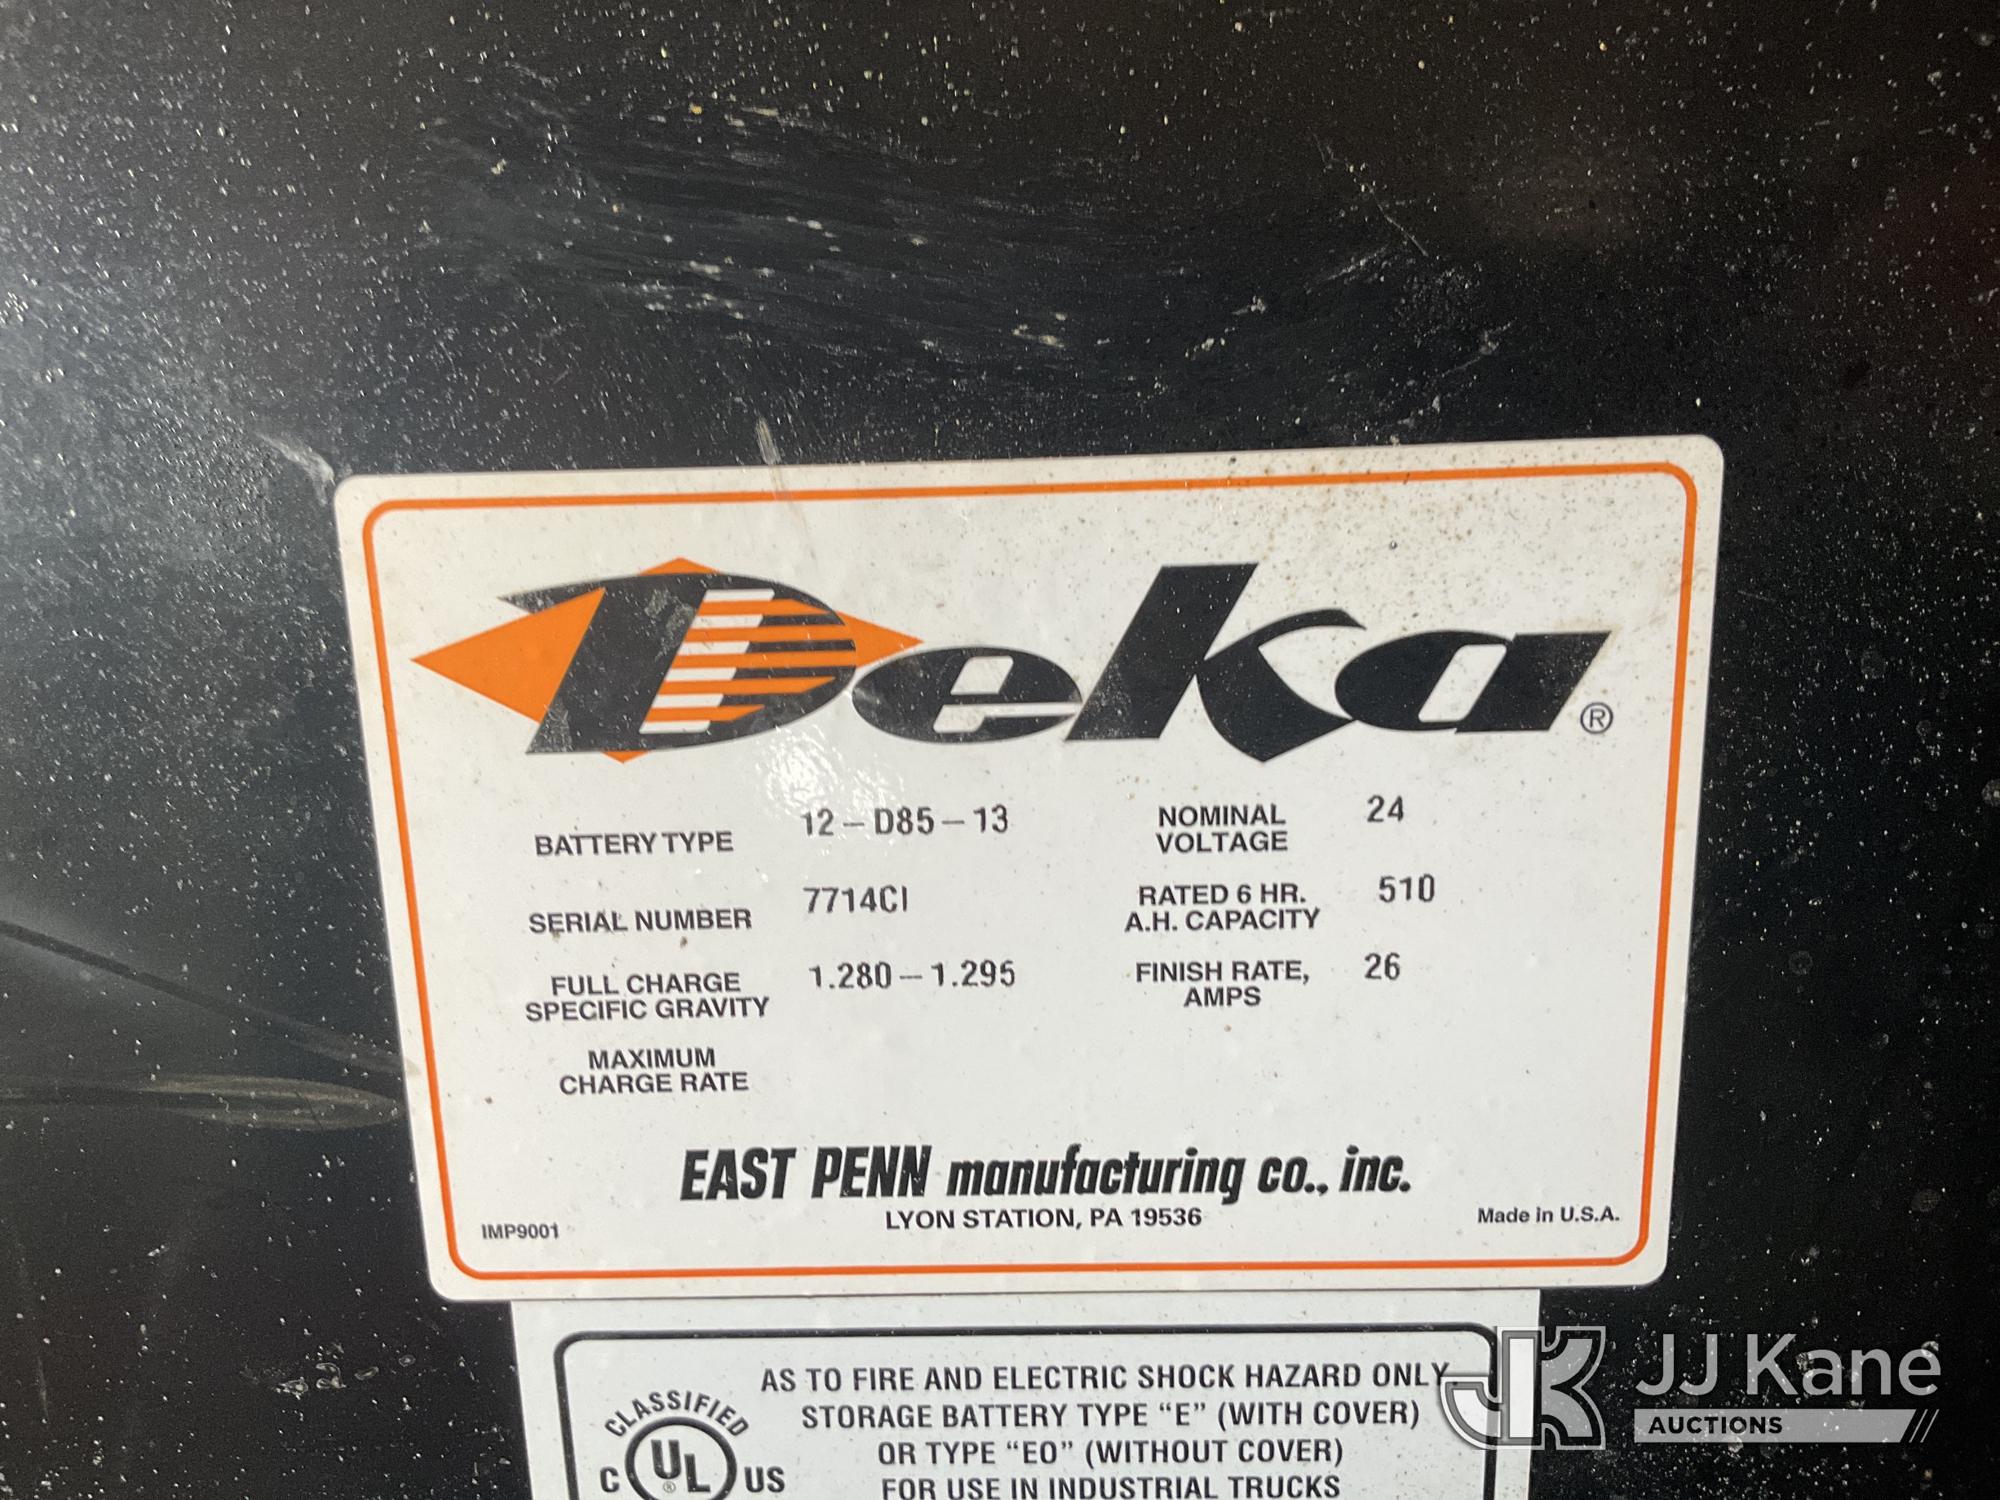 Deka®
BATTERY TYPE 12-D85-13
NOMINAL VOLTAGE 24
SERIAL NUMBER 7714CI
RATED 6 HR. A.H. CAPACITY 510
FULL CHARGE SPECIFIC GRAVITY 1.280-1.295
FINISH RATE, AMPS 26
MAXIMUM CHARGE RATE
EAST PENN manufacturing co., inc.
LYON STATION, PA 19536
IMP9001
Made in U.S.A.
CLASSIFIED
C UL® US
AS TO FIRE AND ELECTRIC SHOCK HAZARD ONLY.
STORAGE BATTERY TYPE "E" (WITH COVER)
OR TYPE "EO" (WITHOUT COVER)
FOR USE IN INDUSTRIAL TRUCKS
JK JJ Kane
AUCTIONS